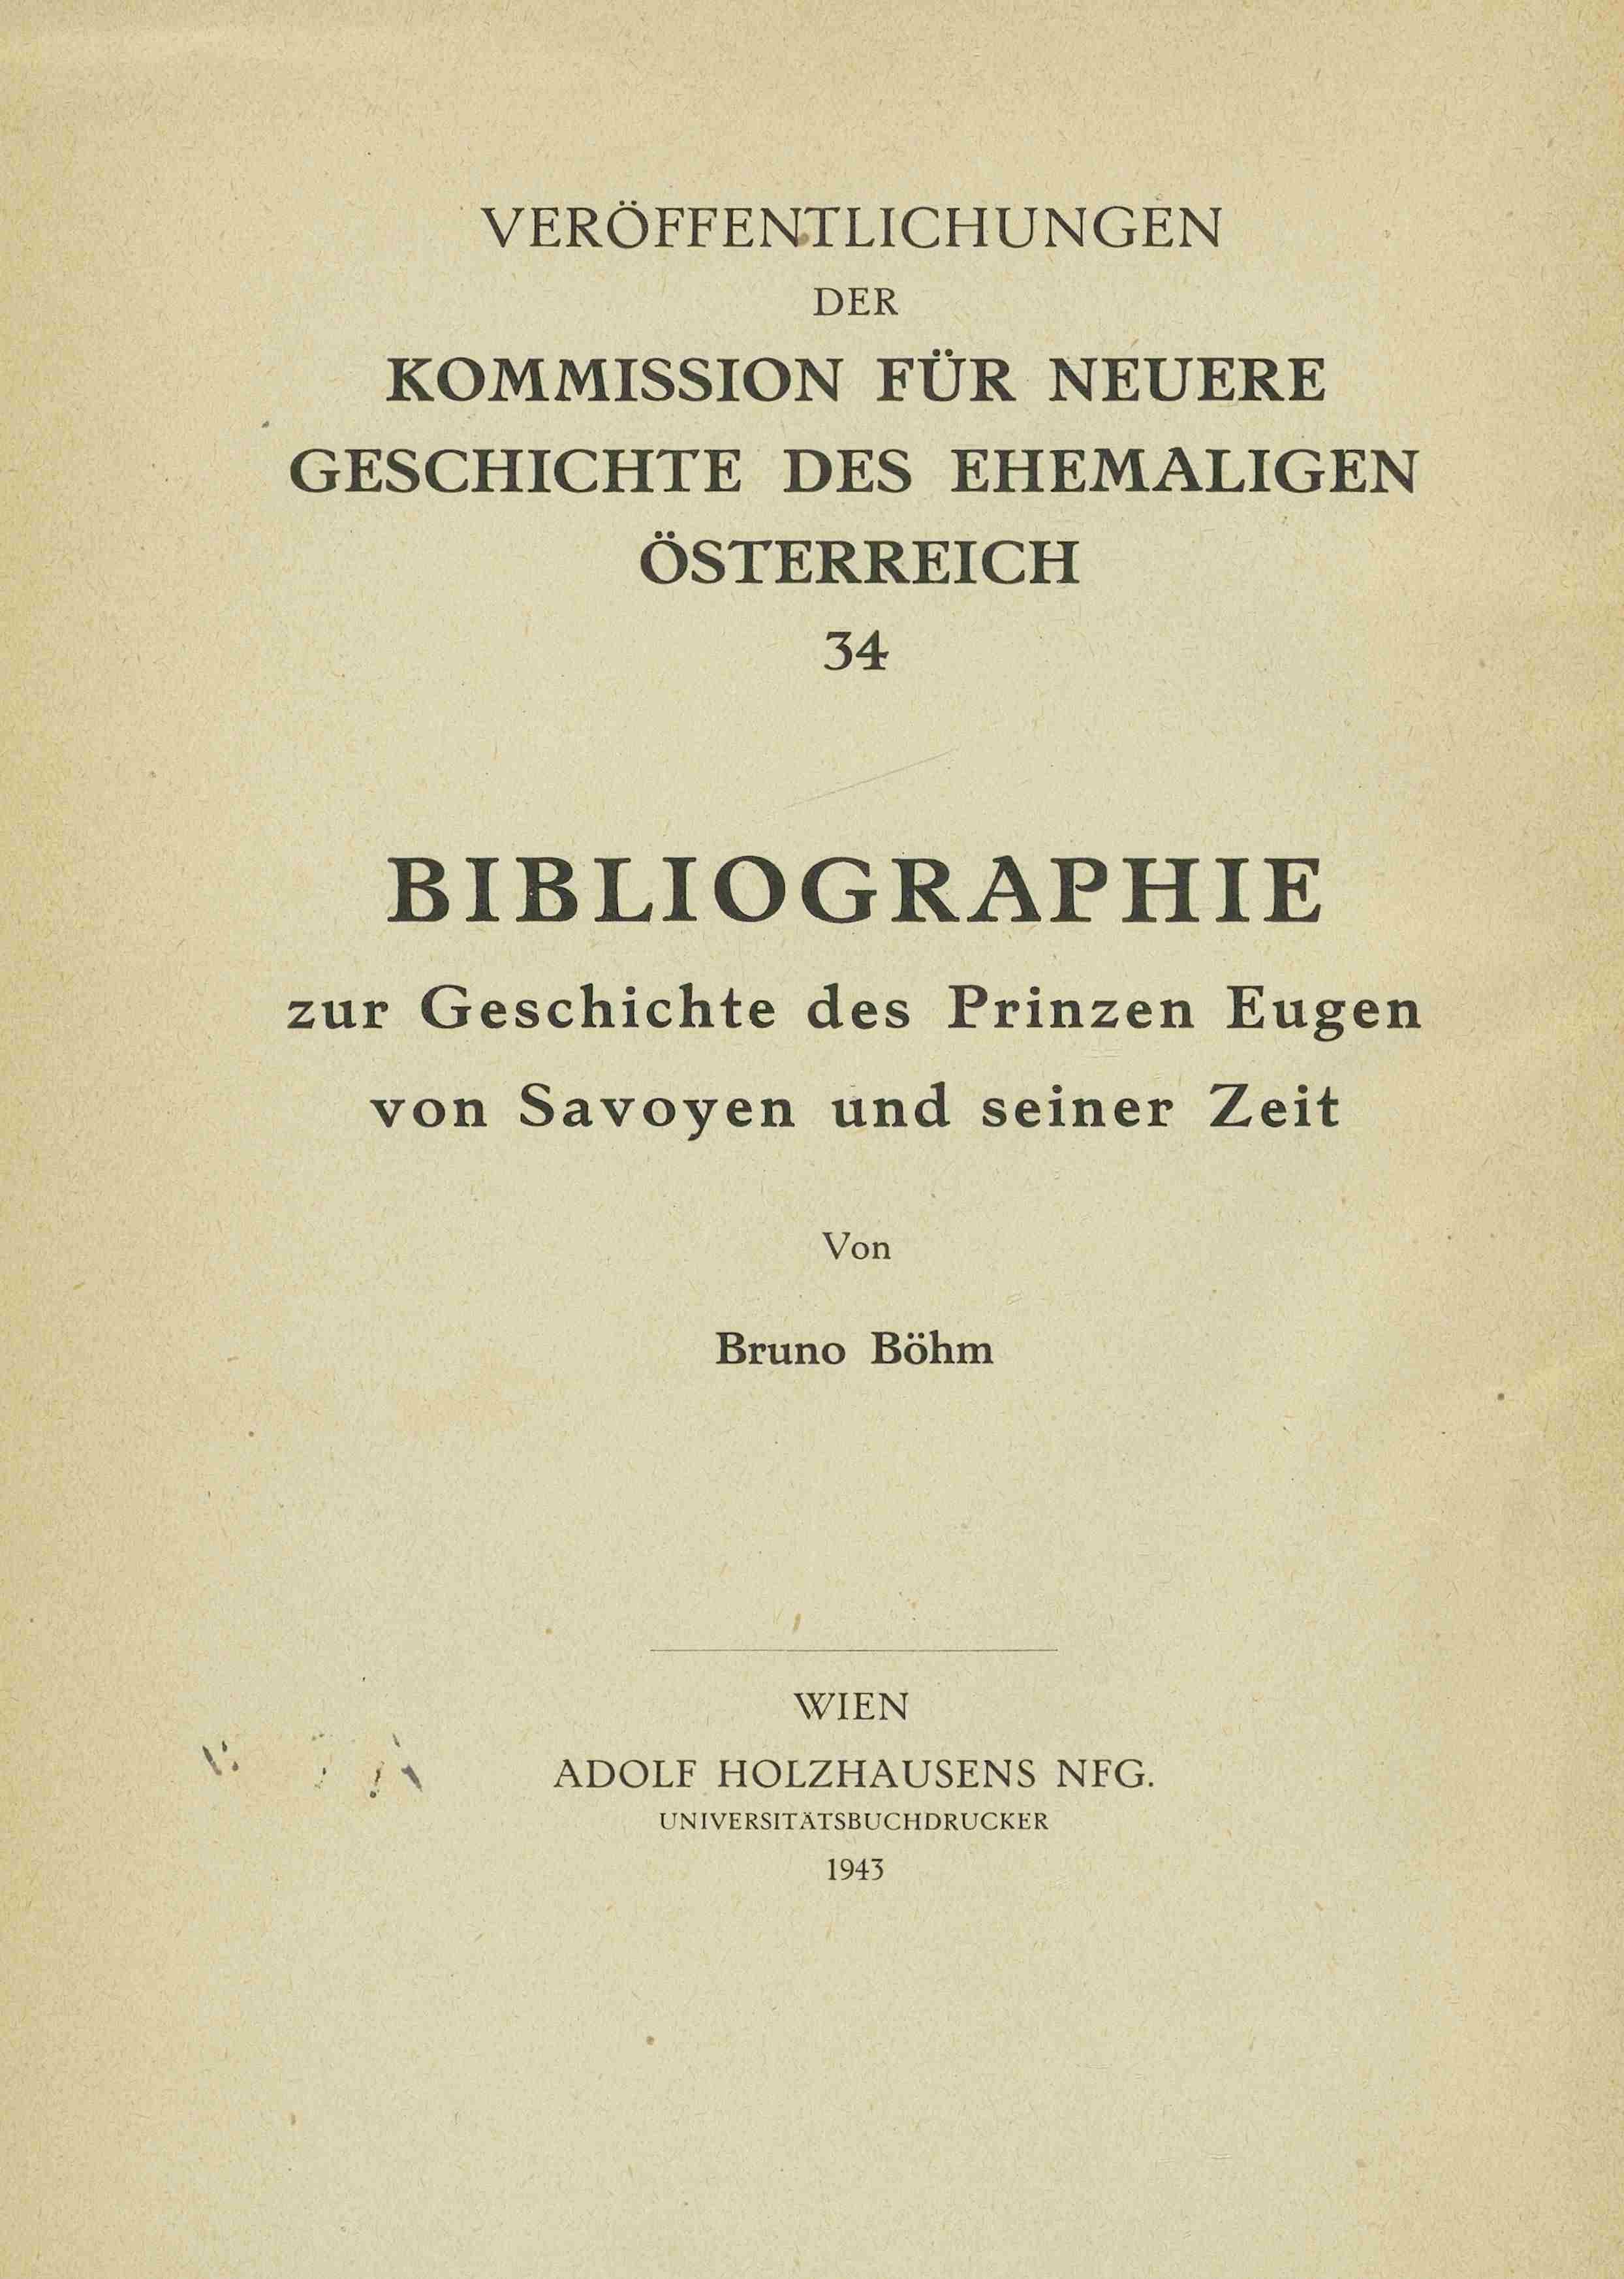 VERÖFFENTLICHUNGEN
DER
KOMMISSION FÜR NEUERE
GESCHICHTE DES EHEMALIGEN
ÖSTERREICH
34
BIBLIOGRAPHIE
zur Geschichte des Prinzen Eugen
von Savoyen und seiner Zeit
Von
Bruno Böhm
WIEN
ADOLF HOLZHAUSENS NFG.
UNIVERSITÄTSBUCHDRUCKER
1943